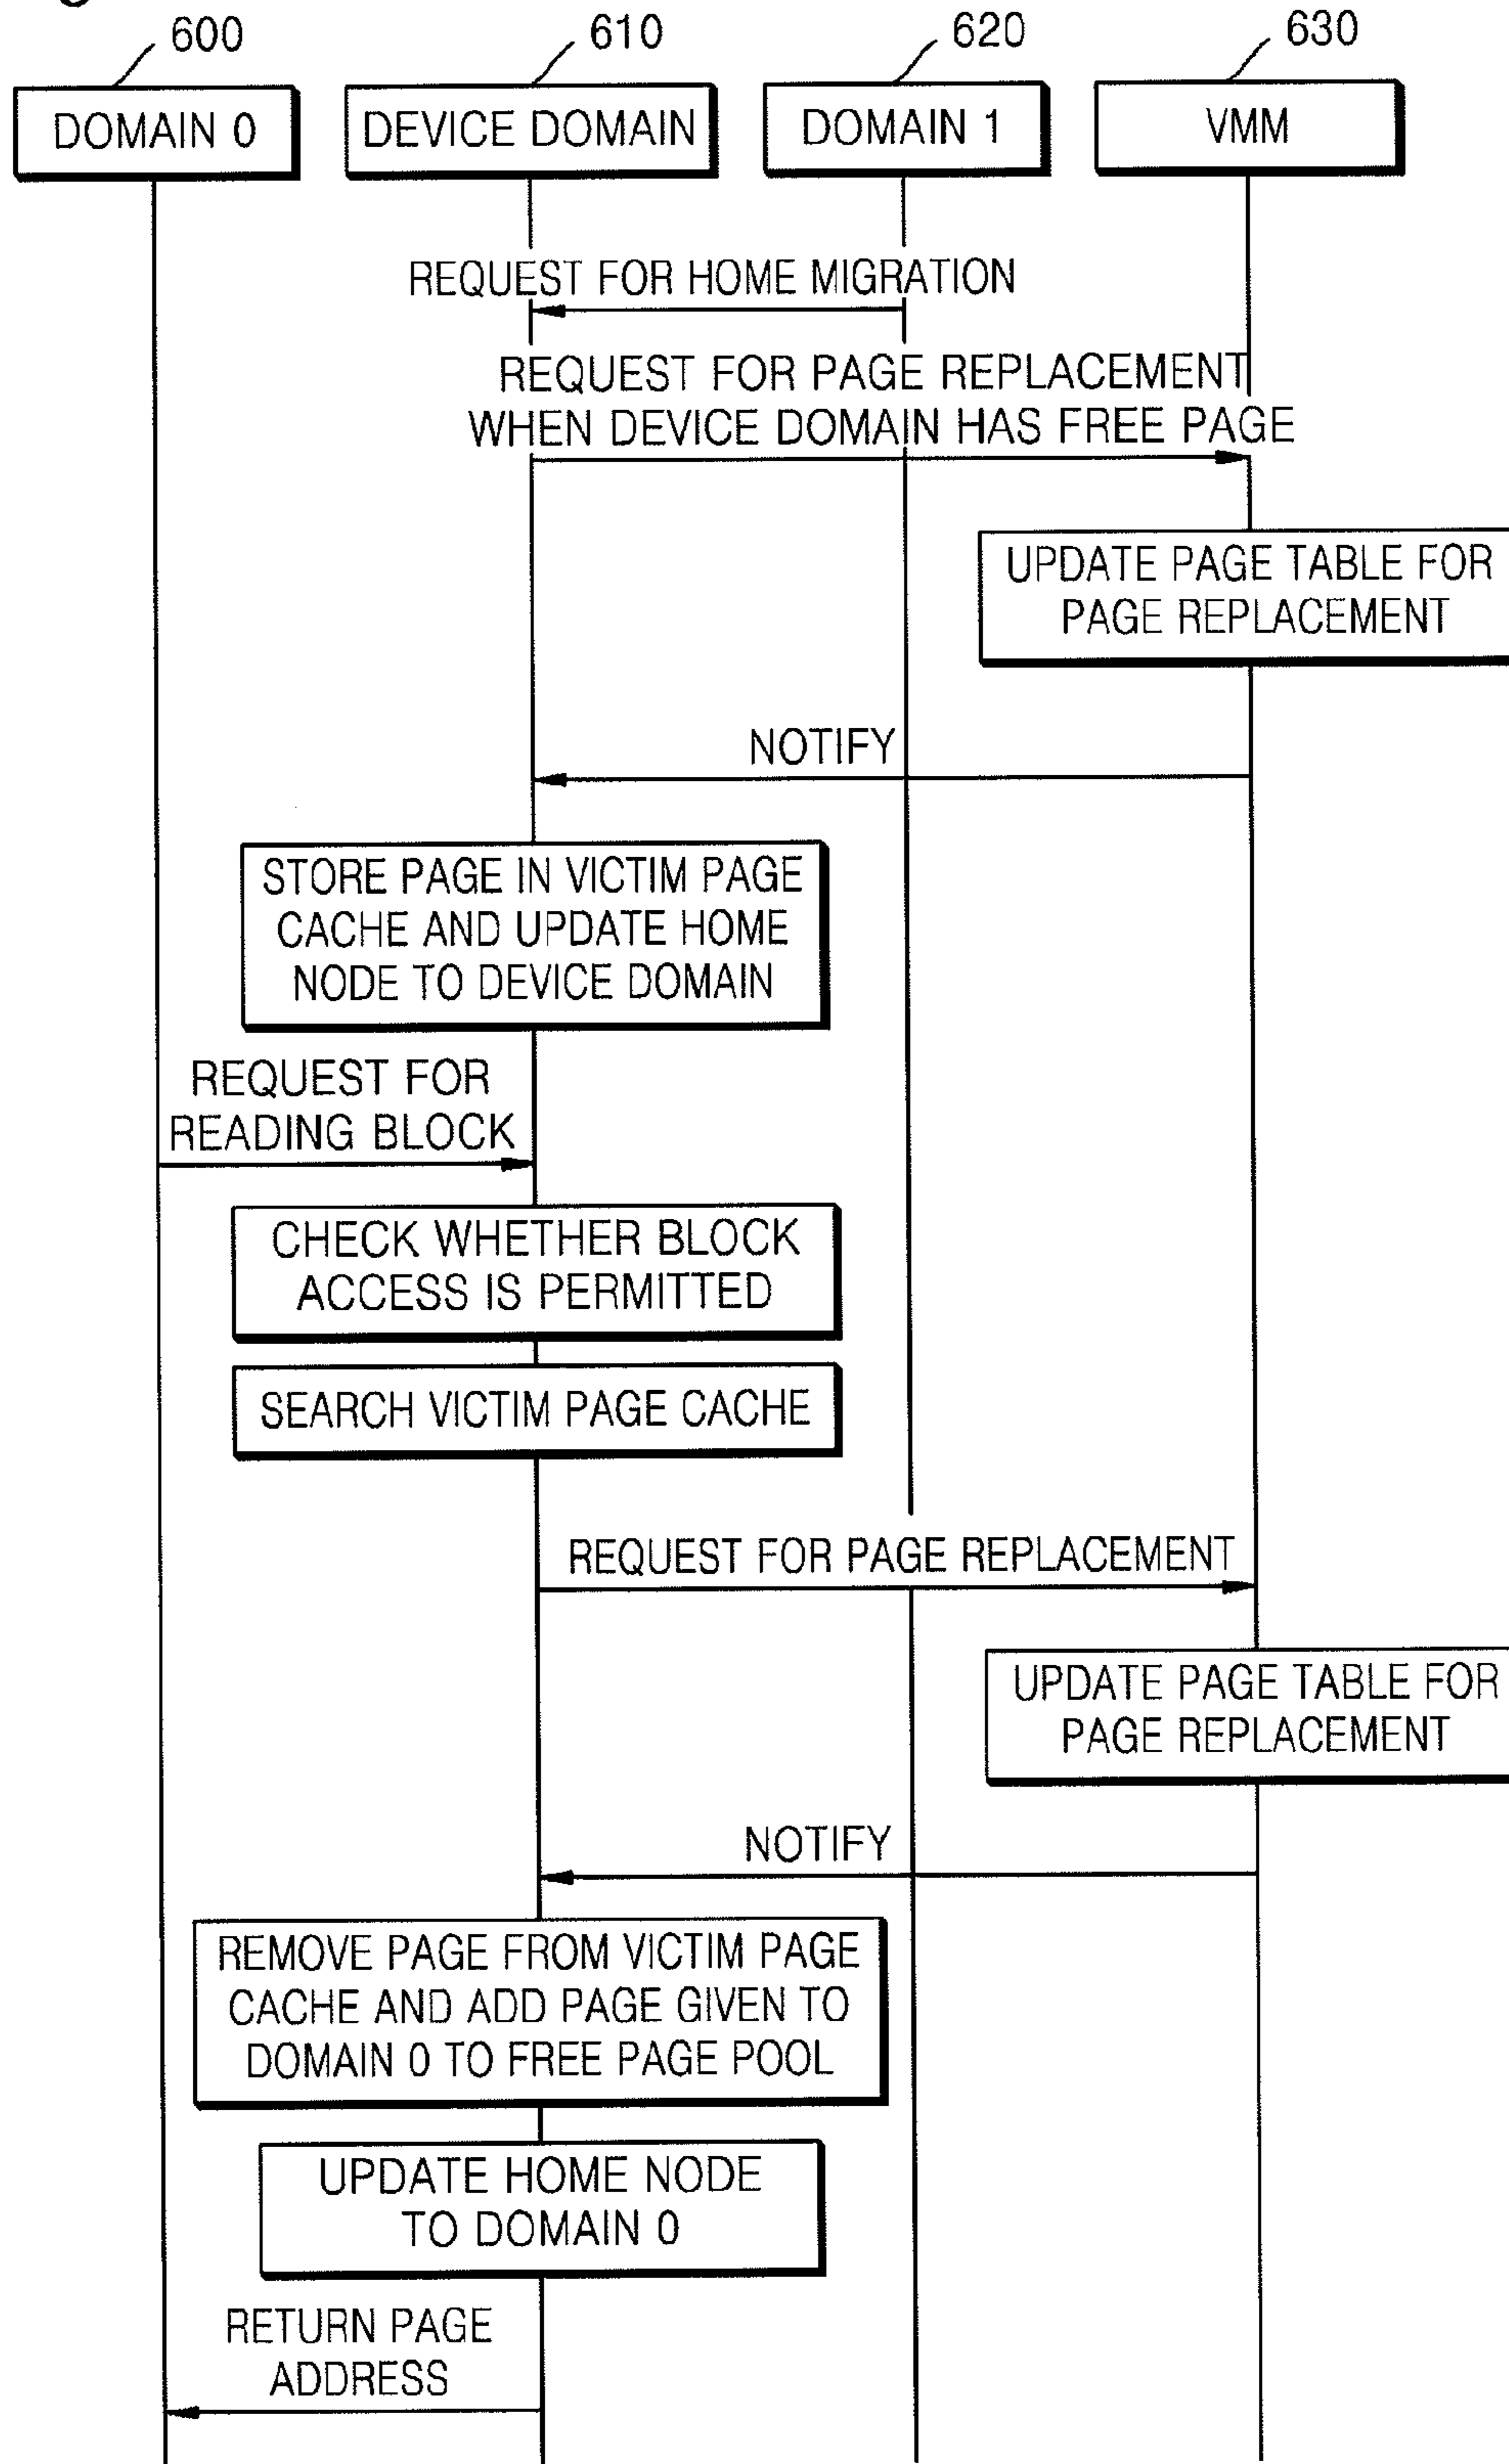 600
610
620
630
DOMAIN 0
DEVICE DOMAIN
DOMAIN 1
VMM
REQUEST FOR HOME MIGRATION
REQUEST FOR PAGE REPLACEMENT
WHEN DEVICE DOMAIN HAS FREE PAGE
UPDATE PAGE TABLE FOR
PAGE REPLACEMENT
NOTIFY
STORE PAGE IN VICTIM PAGE
CACHE AND UPDATE HOME
NODE TO DEVICE DOMAIN
REQUEST FOR
READING BLOCK
CHECK WHETHER BLOCK
ACCESS IS PERMITTED
SEARCH VICTIM PAGE CACHE
REQUEST FOR PAGE REPLACEMENT
UPDATE PAGE TABLE FOR
PAGE REPLACEMENT
NOTIFY
REMOVE PAGE FROM VICTIM PAGE
CACHE AND ADD PAGE GIVEN TO
DOMAIN 0 TO FREE PAGE POOL
UPDATE HOME NODE
TO DOMAIN 0
RETURN PAGE
ADDRESS